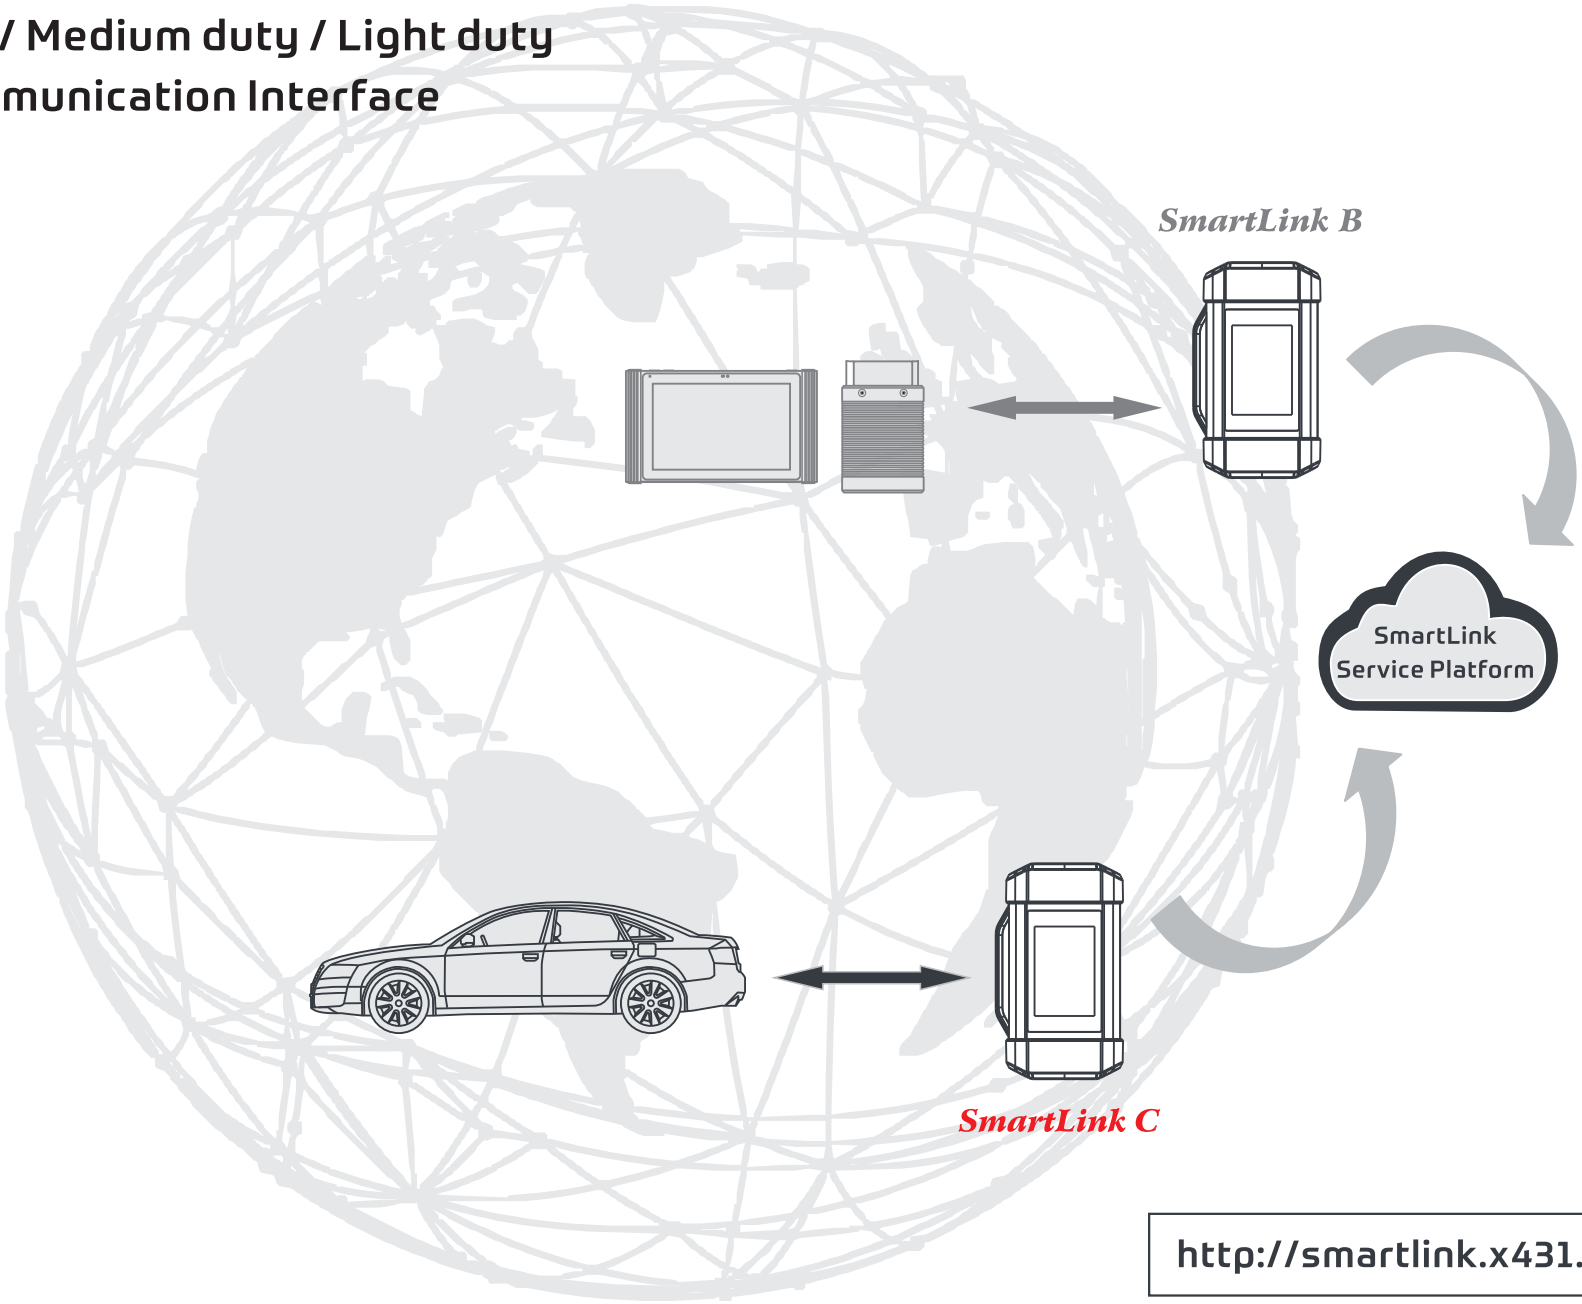 / Medium duty / Light duty
munication Interface
SmartLink B
SmartLink
Service Platform
SmartLink C
http://smartlink.x431.